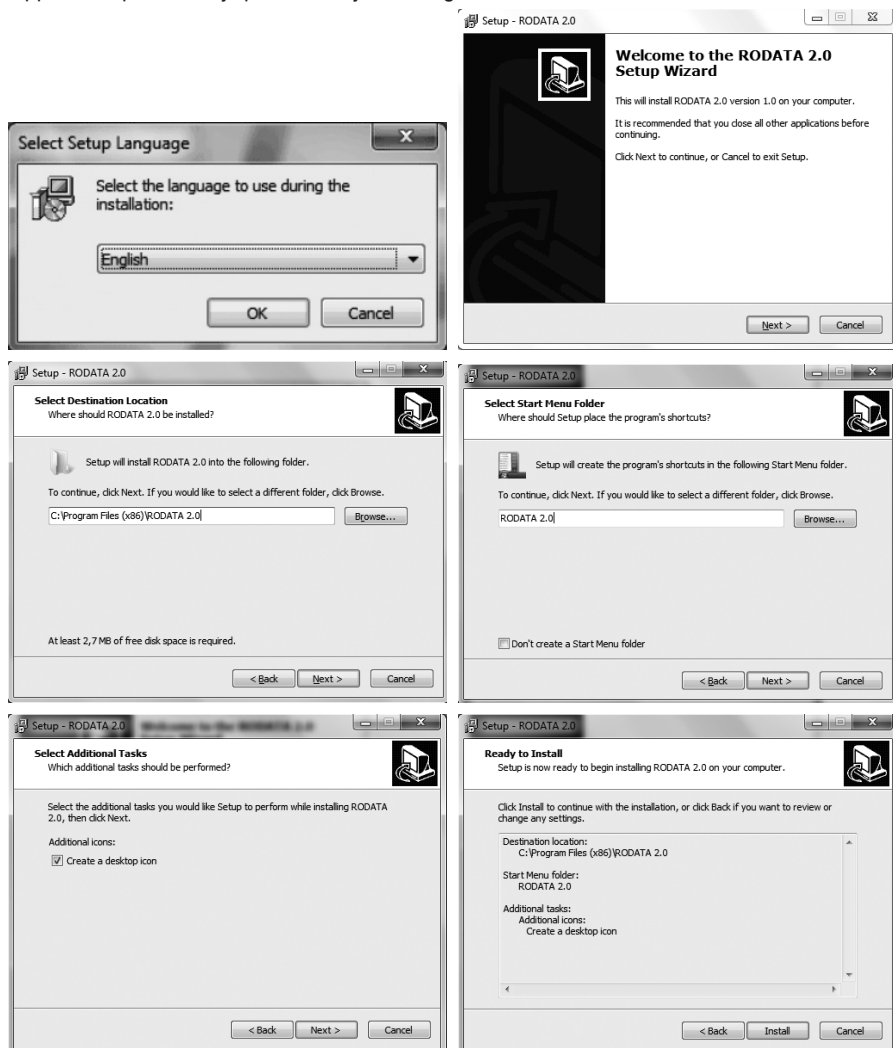 Setup - RODATA 2.0
Welcome to the RODATA 2.0
Setup Wizard
This will install RODATA 2.0 version 1.0 on your computer.
It is recommended that you close all other applications before
continuing.
Click Next to continue, or Cancel to exit Setup.
Next >
Cancel
Select Setup Language
Select the language to use during the
installation:
English
OK
Cancel
Setup - RODATA 2.0
Select Destination Location
Where should RODATA 2.0 be installed?
Setup will install RODATA 2.0 into the following folder.
To continue, click Next. If you would like to select a different folder, click Browse.
C:\Program Files (x86)\RODATA 2.0
Browse...
At least 2,7 MB of free disk space is required.
< Back
Next >
Cancel
Setup - RODATA 2.0
Select Start Menu Folder
Where should Setup place the program's shortcuts?
Setup will create the program's shortcuts in the following Start Menu folder.
To continue, click Next. If you would like to select a different folder, click Browse.
RODATA 2.0
Browse...
Don't create a Start Menu folder
< Back
Next >
Cancel
Setup - RODATA 2.0
Select Additional Tasks
Which additional tasks should be performed?
Select the additional tasks you would like Setup to perform while installing RODATA
2.0, then click Next.
Additional icons:
Create a desktop icon
< Back
Next >
Cancel
Setup - RODATA 2.0
Ready to Install
Setup is now ready to begin installing RODATA 2.0 on your computer.
Click Install to continue with the installation, or click Back if you want to review or
change any settings.
Destination location:
C:\Program Files (x86)\RODATA 2.0
Start Menu folder:
RODATA 2.0
Additional tasks:
Additional icons:
Create a desktop icon
< Back
Install
Cancel